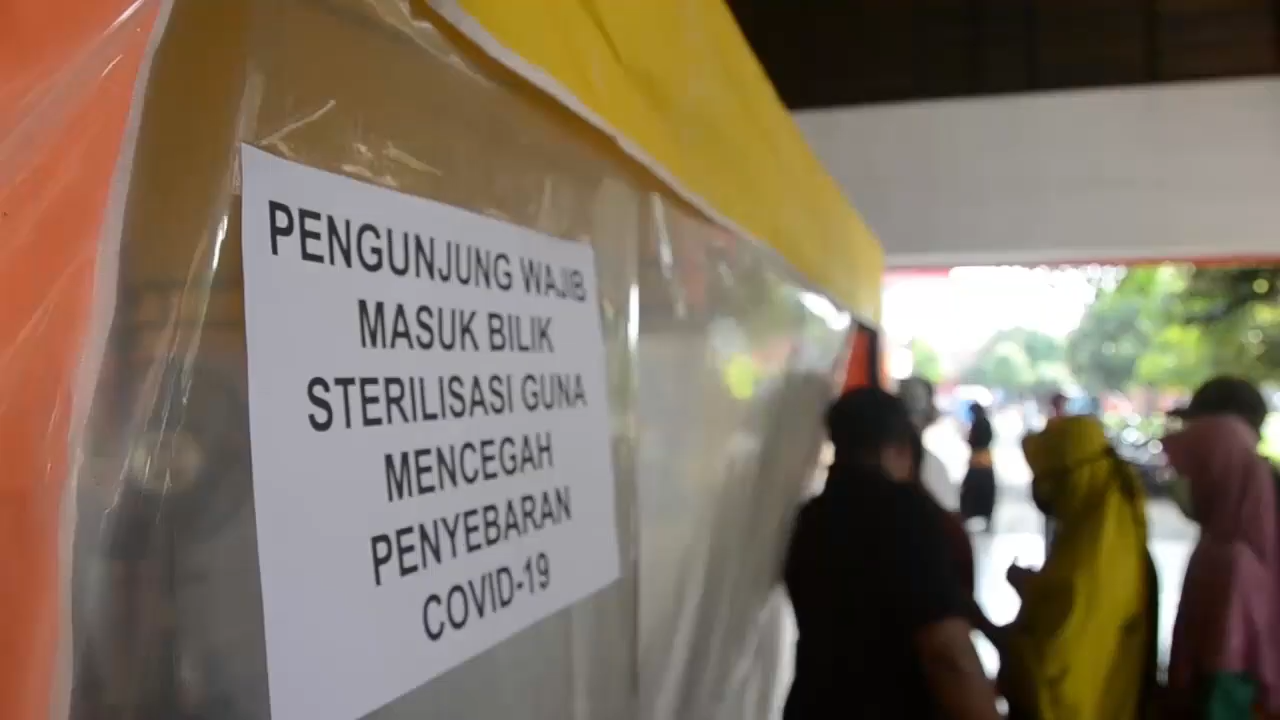 PENGUNJUNG WAJIB
MASUK BILIK
STERILISASI GUNA
MENCEGAH
PENYEBARAN
COVID-19